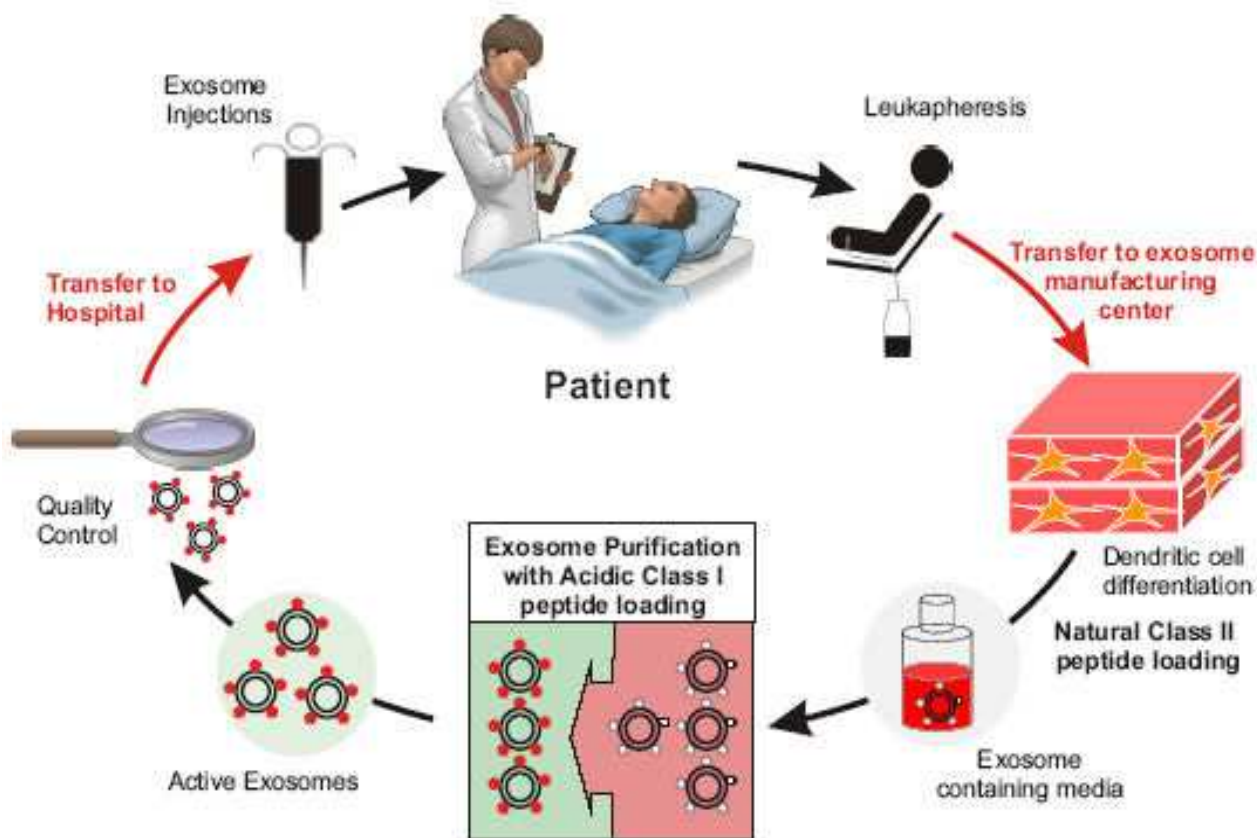 Exosome
Injections
Leukapheresis
Transfer to exosome
manufacturing
center
Transfer to
Hospital
Patient
Quality
Control
Exosome Purification
with Acidic Class I
peptide loading
Dendritic cell
differentiation
Natural Class II
peptide loading
Active Exosomes
Exosome
containing media